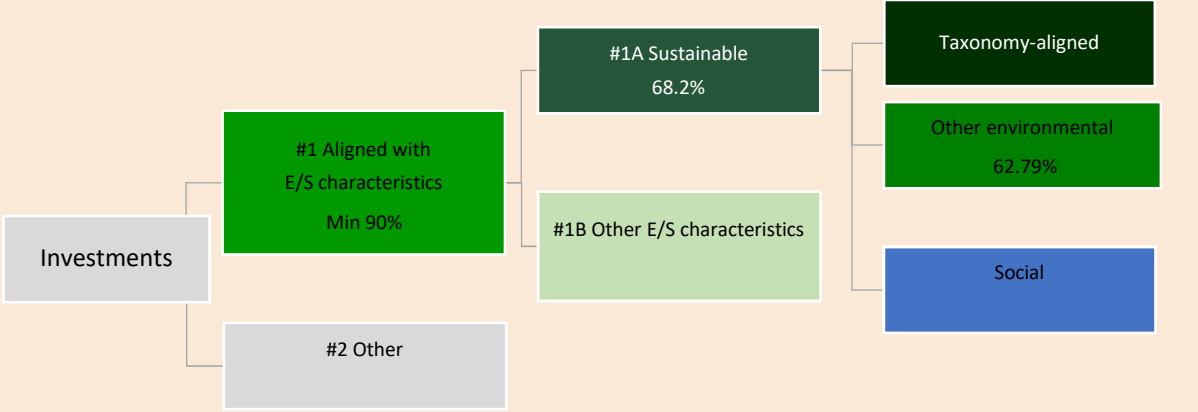 Investments
#1 Aligned with
E/S characteristics
Min 90%
#2 Other
#1A Sustainable
68.2%
#1B Other E/S characteristics
Taxonomy-aligned
Other environmental
62.79%
Social